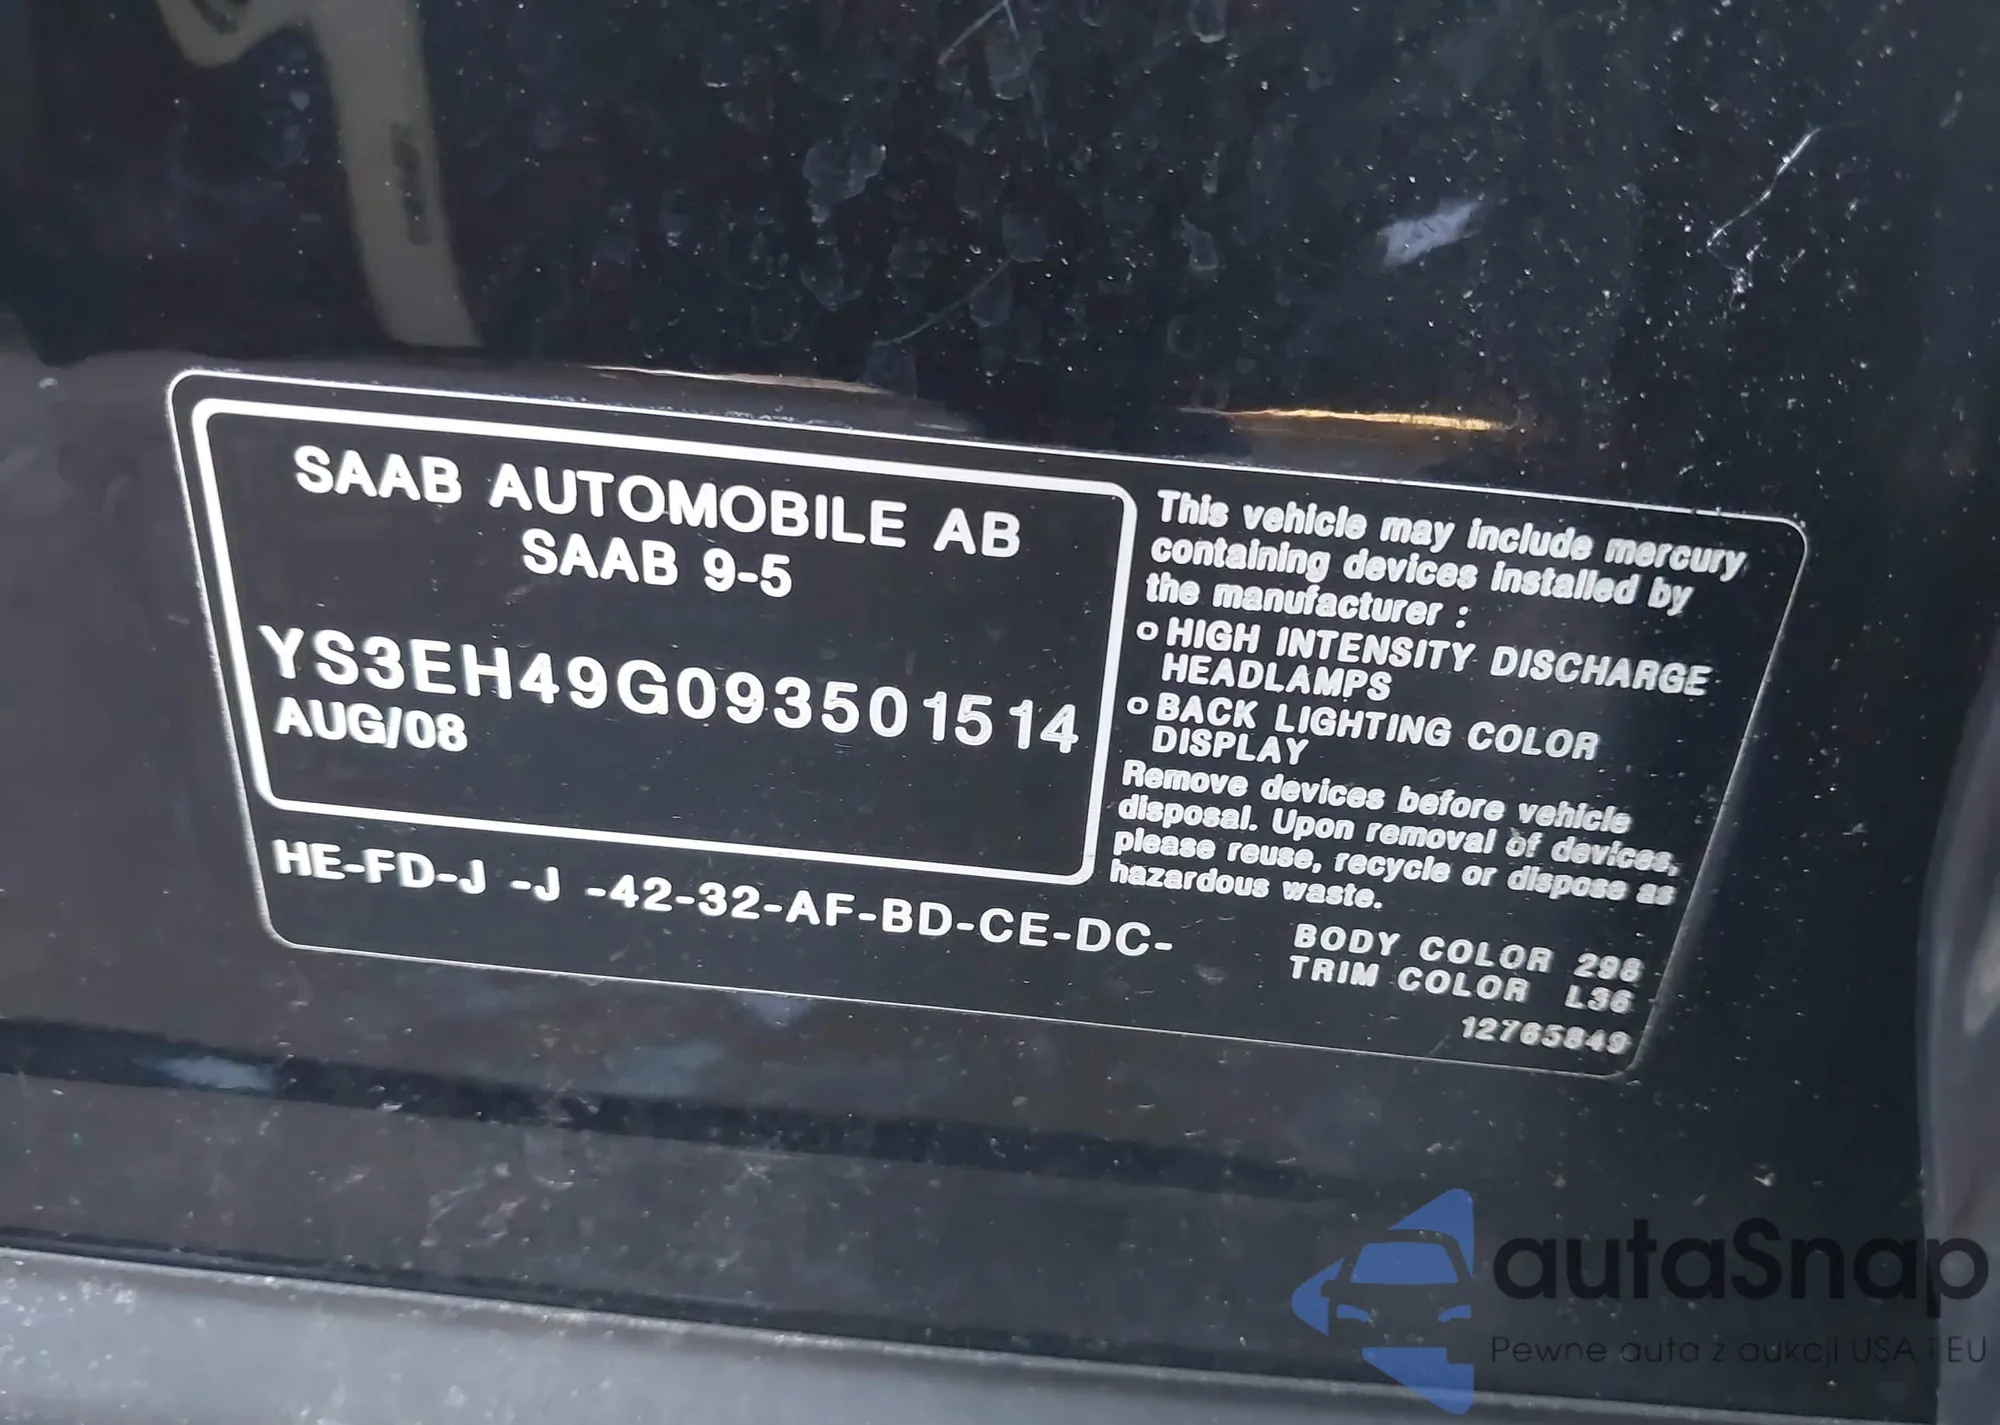 SAAB AUTOMOBILE AB
SAAB 9-5
YS3EH49G093501514
AUG/08
HE-FD-J -J -42-32-AF-BD-CE-DC-
This vehicle may include mercury
containing devices installed by
the manufacturer :
o HIGH INTENSITY DISCHARGE
HEADLAMPS
o BACK LIGHTING COLOR
DISPLAY
Remove devices before vehicle
disposal. Upon removal of devices,
please reuse, recycle or dispose as
hazardous waste.
BODY COLOR 298
TRIM COLOR L36
12765849
autaSnap
Pewne auta z aukcji USA i EU